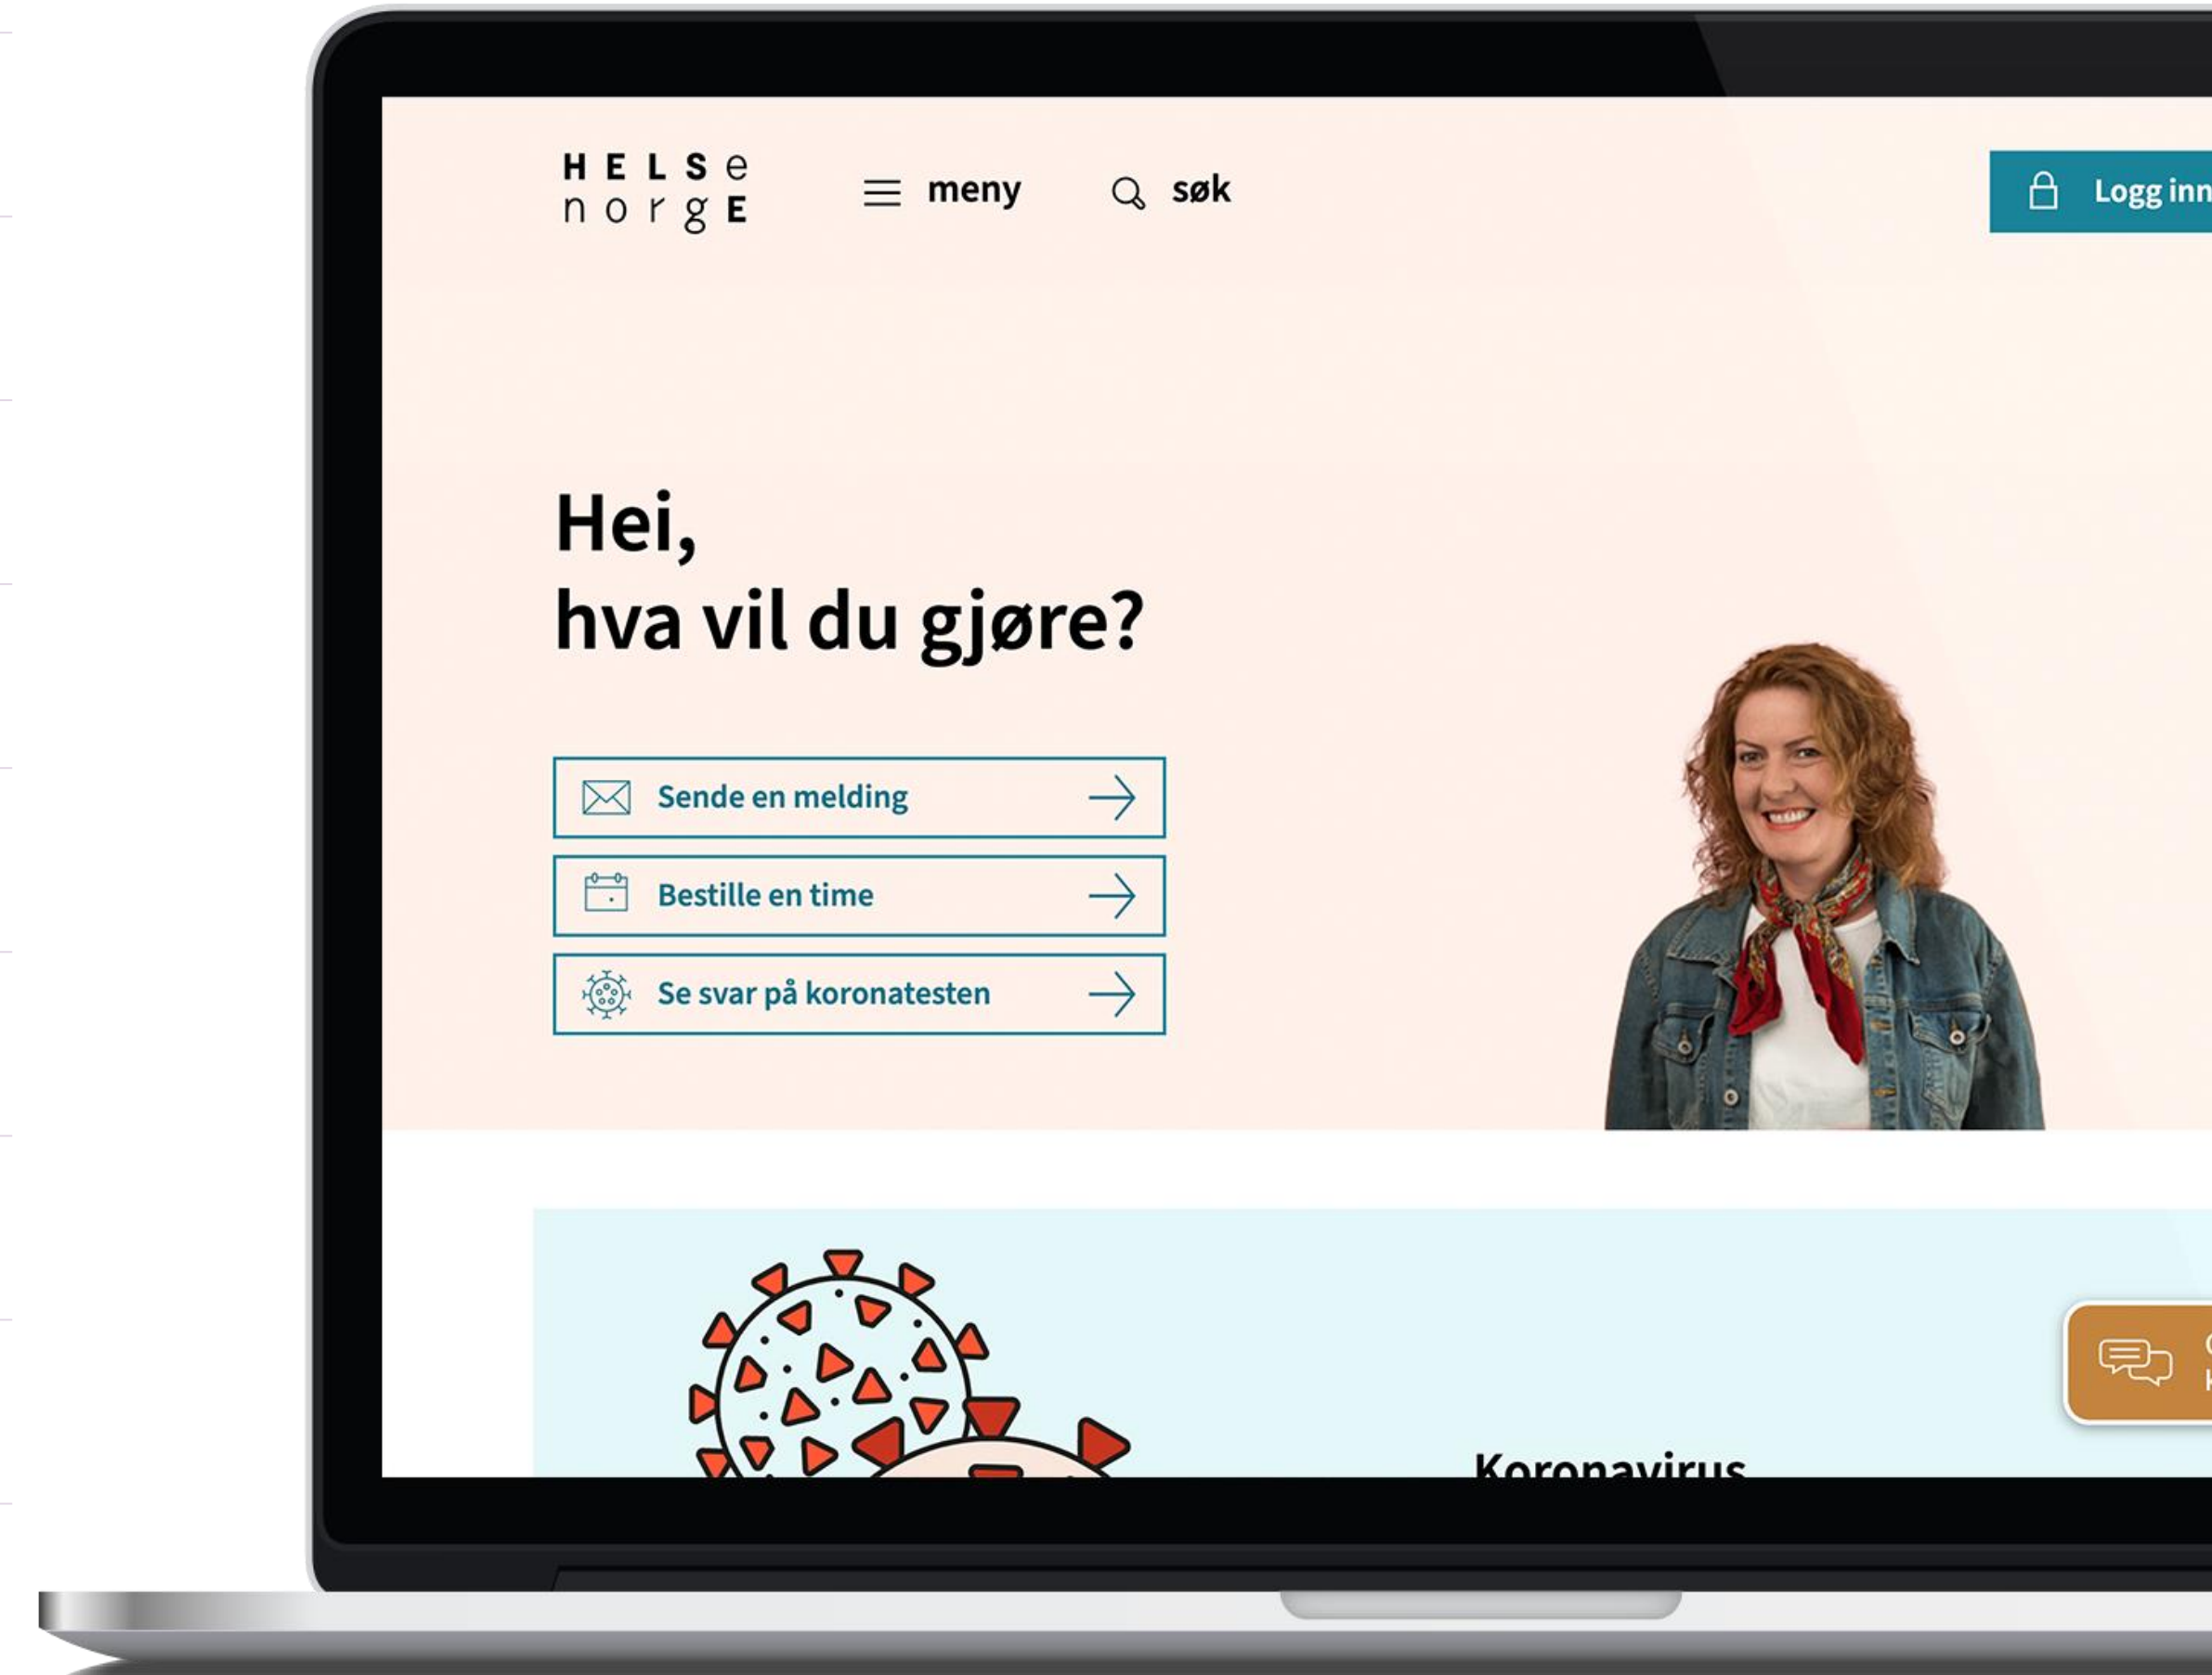 HELSe
norgE
meny
søk
Logg inn
Hei,
hva vil du gjøre?
Sende en melding
Bestille en time
Se svar på koronatesten
Koronavirus